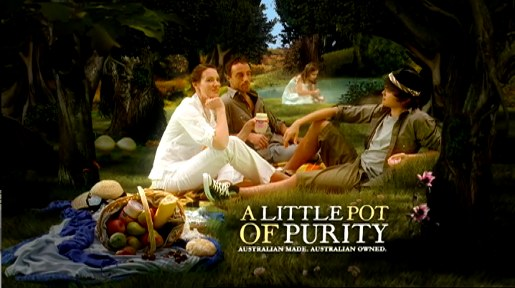 A LITTLE POT
OF PURITY
AUSTRALIAN MADE. AUSTRALIAN OWNED.